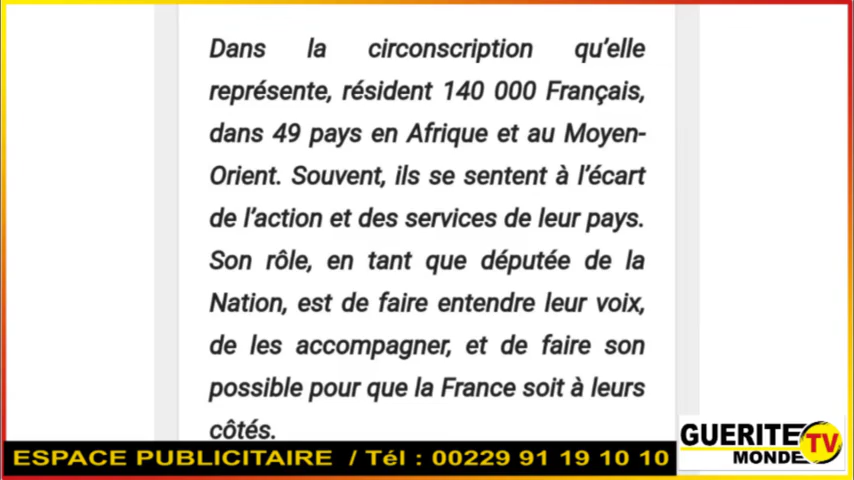 Dans la circonscription qu'elle
représente, résident 140 000 Français,
dans 49 pays en Afrique et au Moyen-
Orient. Souvent, ils se sentent à l'écart
de l'action et des services de leur pays.
Son rôle, en tant que députée de la
Nation, est de faire entendre leur voix,
de les accompagner, et de faire son
possible pour que la France soit à leurs
côtés.
GUERITE TV
MONDE
ESPACE PUBLICITAIRE / Tél : 00229 91 19 10 10